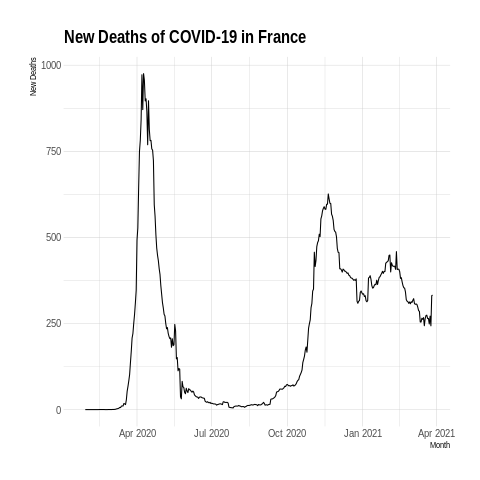 New Deaths of COVID-19 in France
New Deaths
1000
750
500
250
0
Apr 2020 Jul 2020 Oct 2020 Jan 2021 Apr 2021
Month